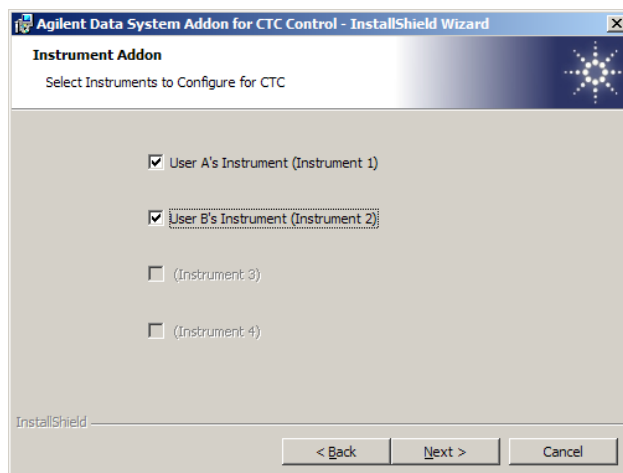 Agilent Data System Addon for CTC Control - InstallShield Wizard
Instrument Addon
Select Instruments to Configure for CTC
User A's Instrument (Instrument 1)
User B's Instrument (Instrument 2)
(Instrument 3)
(Instrument 4)
InstallShield
< Back Next > Cancel